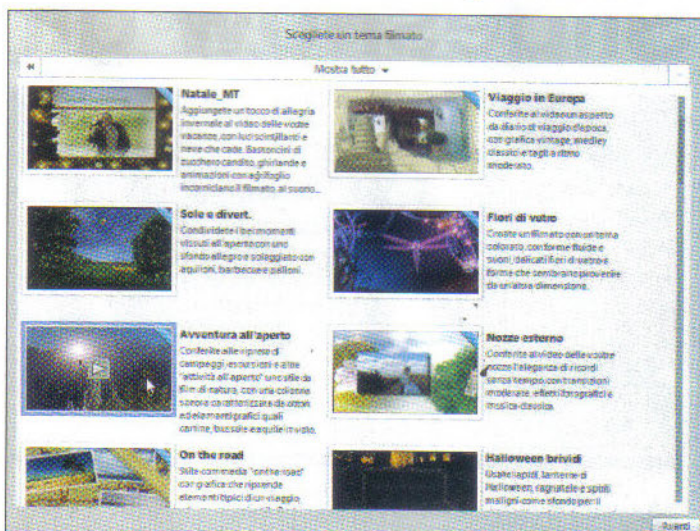 Scegliete un tema filmato
Mostra tutto
Natale_MT
Aggiungete un tocco di allegria
invernale al video delle vostre
vacanze, con luci scintillanti e
neve che cade. Bastoncini di
zucchero candito, ghirlande e
animazioni con agrifoglio
incorniciano il filmato al suono...
Viaggio in Europa
Conferite al video un aspetto
da diario di viaggio d'epoca,
con grafica vintage, medley
classici e tagli a ritmo
moderato.
Sole e divert.
Condividete i bei momenti
vissuti all'aperto con uno
sfondo allegro e soleggiato con
aquiloni, barbecue e palloni.
Fiori di vetro
Create un filmato con un tema
colorato, con forme fluide e
suoni, delicati fiori di vetro e
forme che sembrano provenire
da un'altra dimensione.
Avventura all'aperto
Conferite alle riprese di
campeggi, escursioni e altre
"attività all'aperto" uno stile da
film di natura, con una colonna
sonora caratterizzata da ottoni
ed elementi grafici quali
cartine, bussole e aquile in volo.
Nozze esterno
Conferite al video delle vostre
nozze l'eleganza di ricordi
senza tempo, con transizioni
moderate, effetti fotografici e
musica classica.
On the road
Stile commedia "on the road"
con grafica che riprende
elementi tipici di un viaggio,
Halloween brividi
Usate lapidi, lanterne di
Halloween, ragnatele e spiriti
maligni come sfondo per il